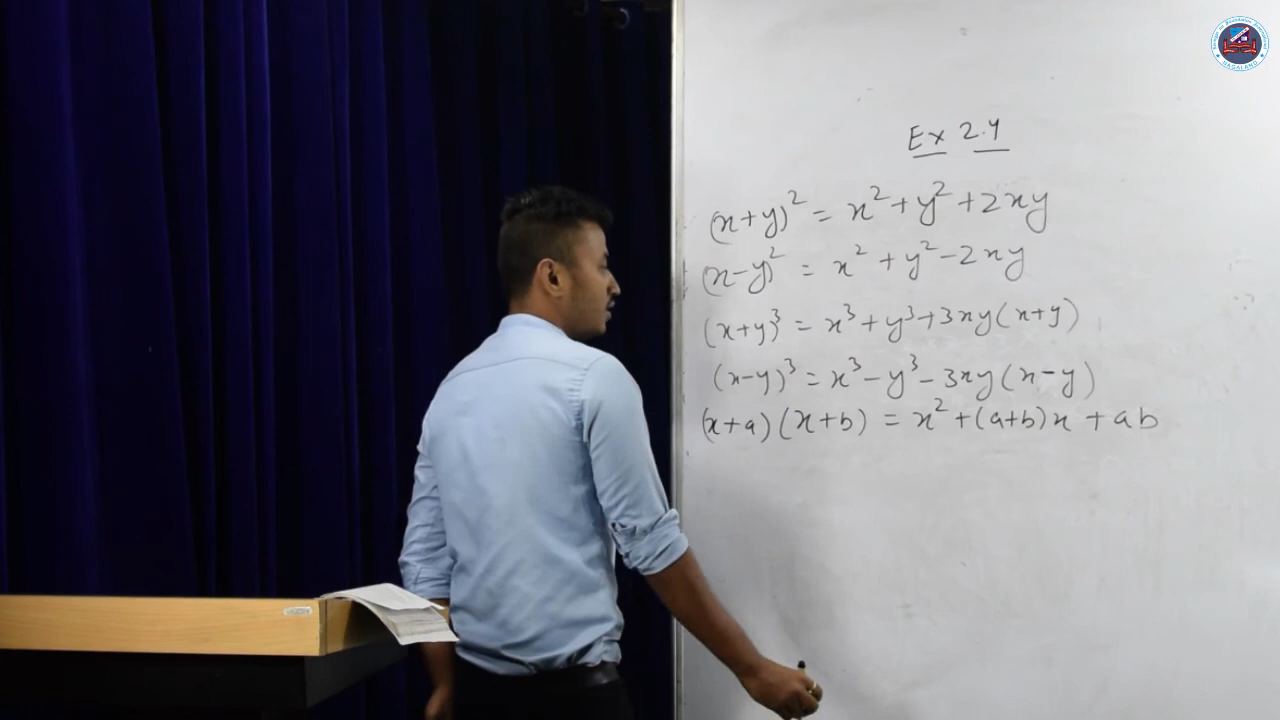 Ex 2.4
(x+y)² = x² + y² + 2xy
(x-y)² = x² + y² - 2xy
(x+y)³ = x³ + y³ + 3xy(x+y)
(x-y)³ = x³ - y³ - 3xy(x-y)
(x+a)(x+b) = x² + (a+b)x + ab
NAGALAND